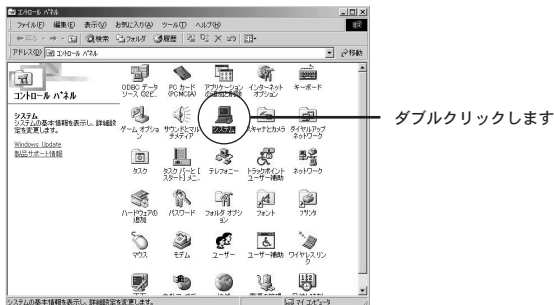 コントロール パネル
ファイル(F) 編集(E) 表示(V) お気に入り(A) ツール(T) ヘルプ(H)
検索 フォルダ 履歴
アドレス(D) コントロール パネル 移動
コントロール パネル
システム
システムの基本情報を表示し、詳細設定を変更します。
Windows Update
製品サポート情報
ODBC データ ソース (32ビ...
PC カード (PCMCIA)
アプリケーションの追加と削除
インターネット オプション
キーボード
ゲーム オプション
サウンドとマルチメディア
システム
スキャナとカメラ
ダイヤルアップ ネットワーク
タスク
タスク バーと [スタート] メニ...
テレフォニー
トラックポイント ユーザー補助
ネットワーク
ハードウェアの追加
パスワード
フォルダ オプション
フォント
プリンタ
マウス
モデム
ユーザー
ユーザー補助
ワイヤレスリンク
システムの基本情報を表示し、詳細設定を変更します。
マイ コンピュータ
ダブルクリックします